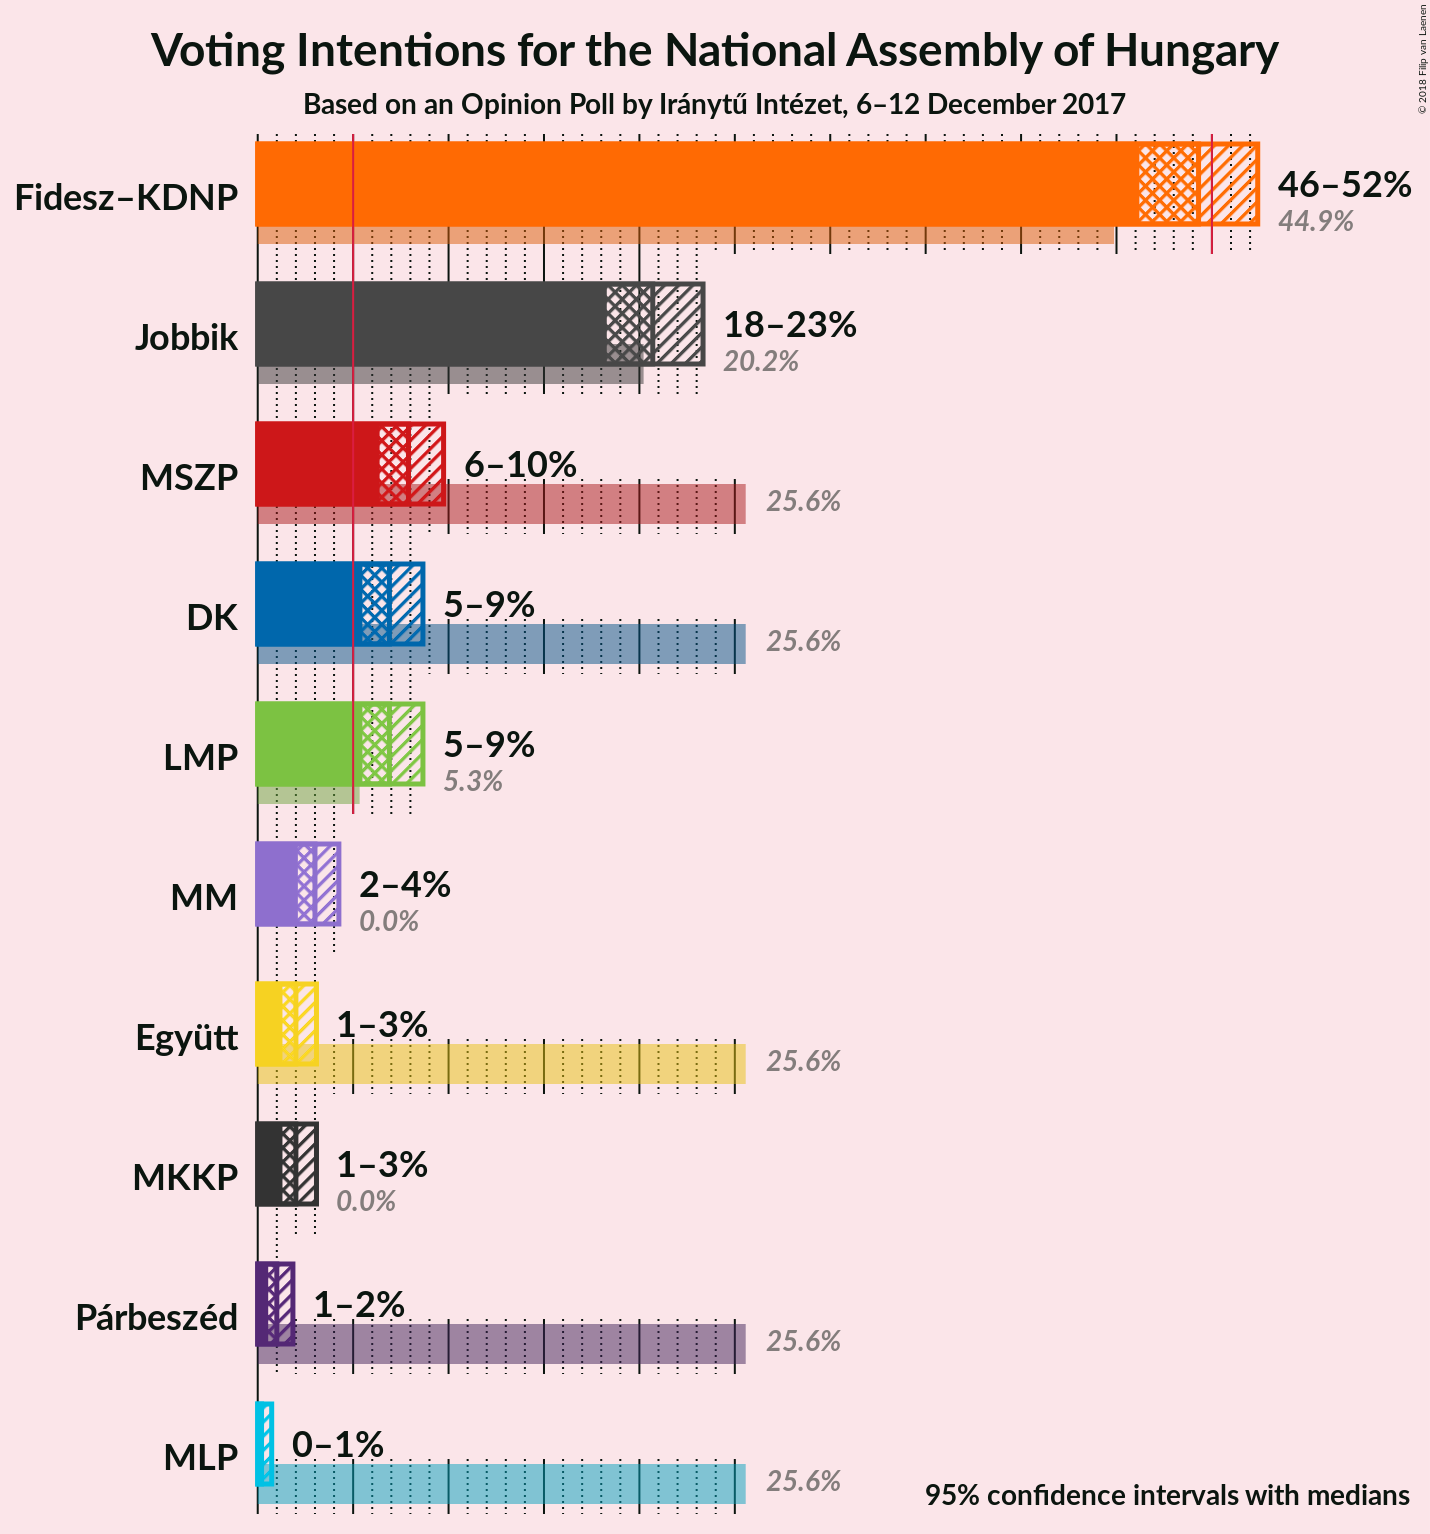 Voting Intentions for the National Assembly of Hungary
Based on an Opinion Poll by Iránytű Intézet, 6–12 December 2017
© 2018 Filip van Laenen
Fidesz–KDNP
46–52%
44.9%
Jobbik
18–23%
20.2%
MSZP
6–10%
25.6%
DK
5–9%
25.6%
LMP
5–9%
5.3%
MM
2–4%
0.0%
Együtt
1–3%
25.6%
MKKP
1–3%
0.0%
Párbeszéd
1–2%
25.6%
MLP
0–1%
25.6%
95% confidence intervals with medians